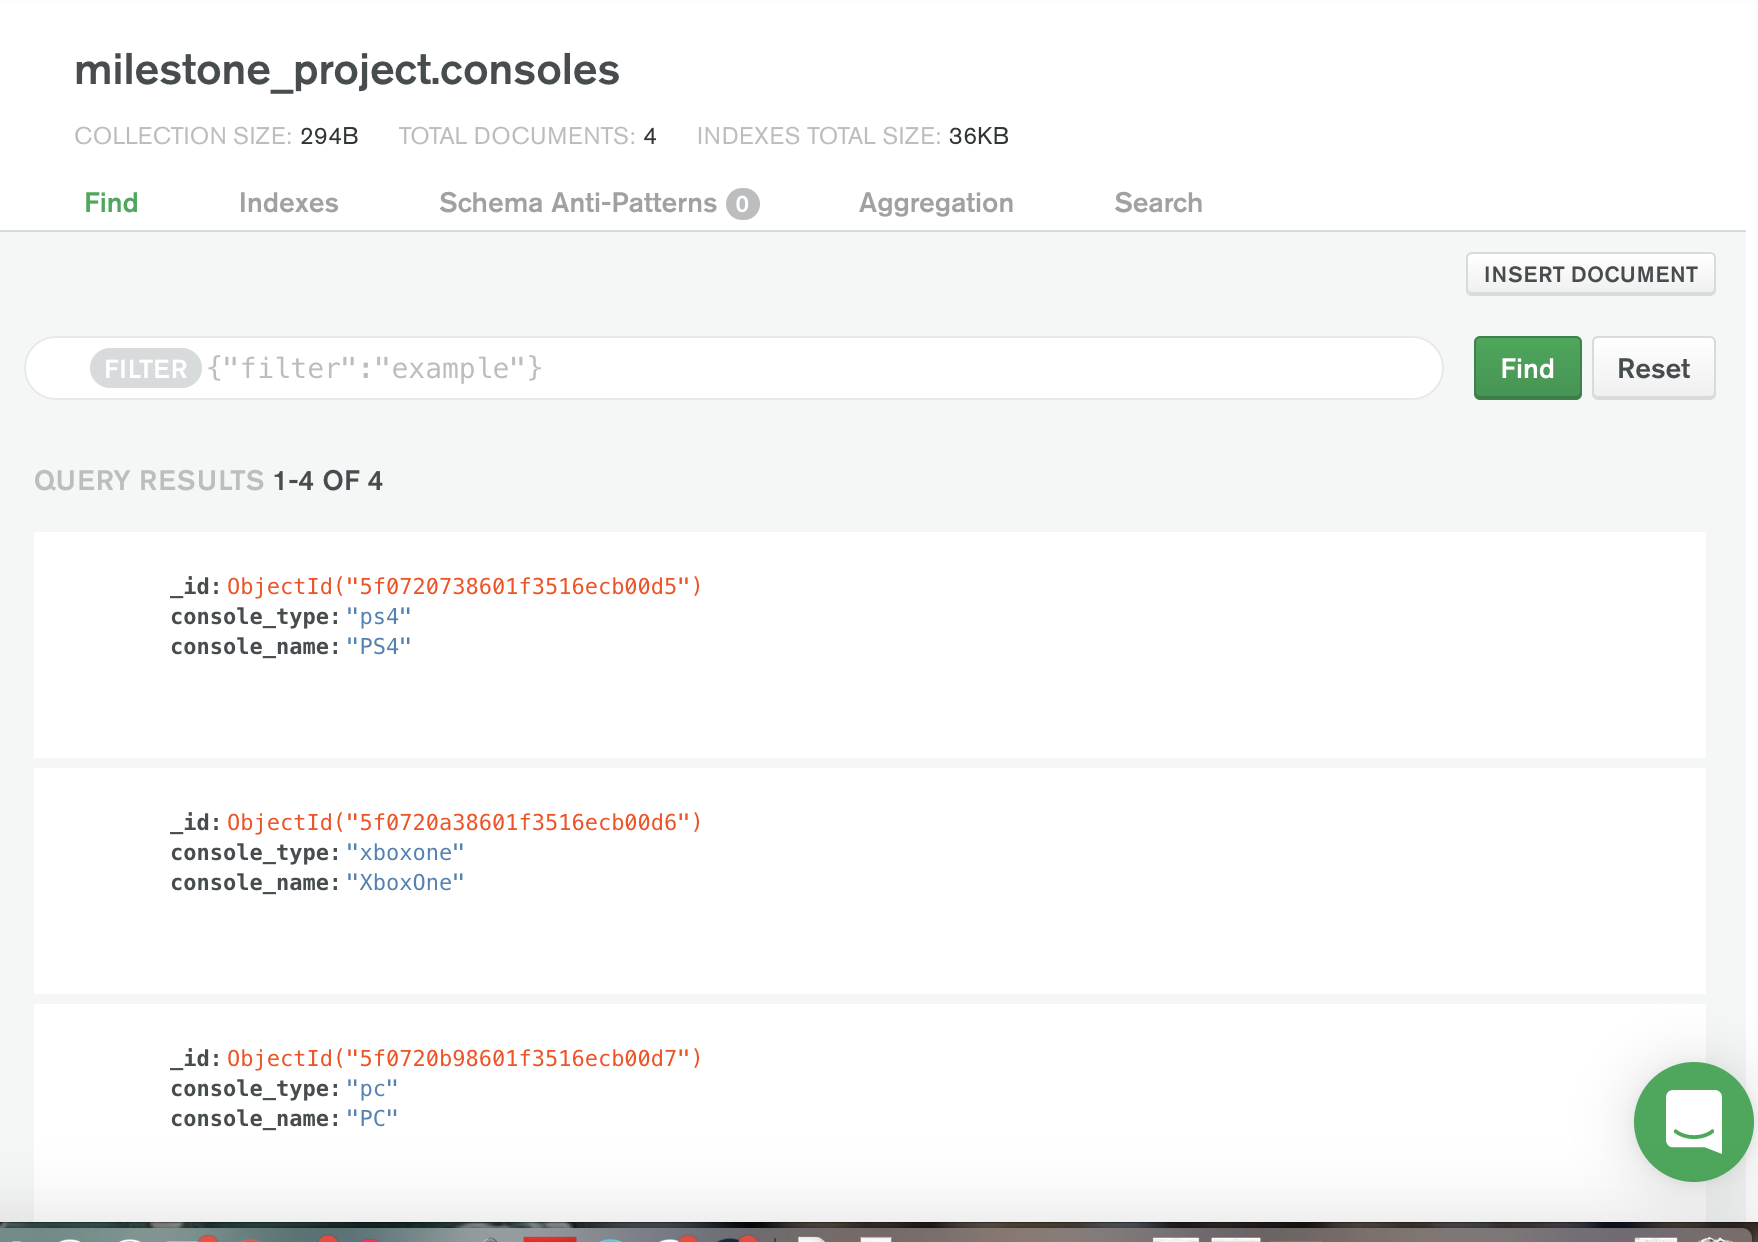 milestone_project.consoles
COLLECTION SIZE: 294B TOTAL DOCUMENTS: 4 INDEXES TOTAL SIZE: 36KB
Find Indexes Schema Anti-Patterns 0 Aggregation Search
INSERT DOCUMENT
FILTER {"filter":"example"} Find Reset
QUERY RESULTS 1-4 OF 4
_id: ObjectId("5f0720738601f3516ecb00d5")
console_type: "ps4"
console_name: "PS4"
_id: ObjectId("5f0720a38601f3516ecb00d6")
console_type: "xboxone"
console_name: "XboxOne"
_id: ObjectId("5f0720b98601f3516ecb00d7")
console_type: "pc"
console_name: "PC"